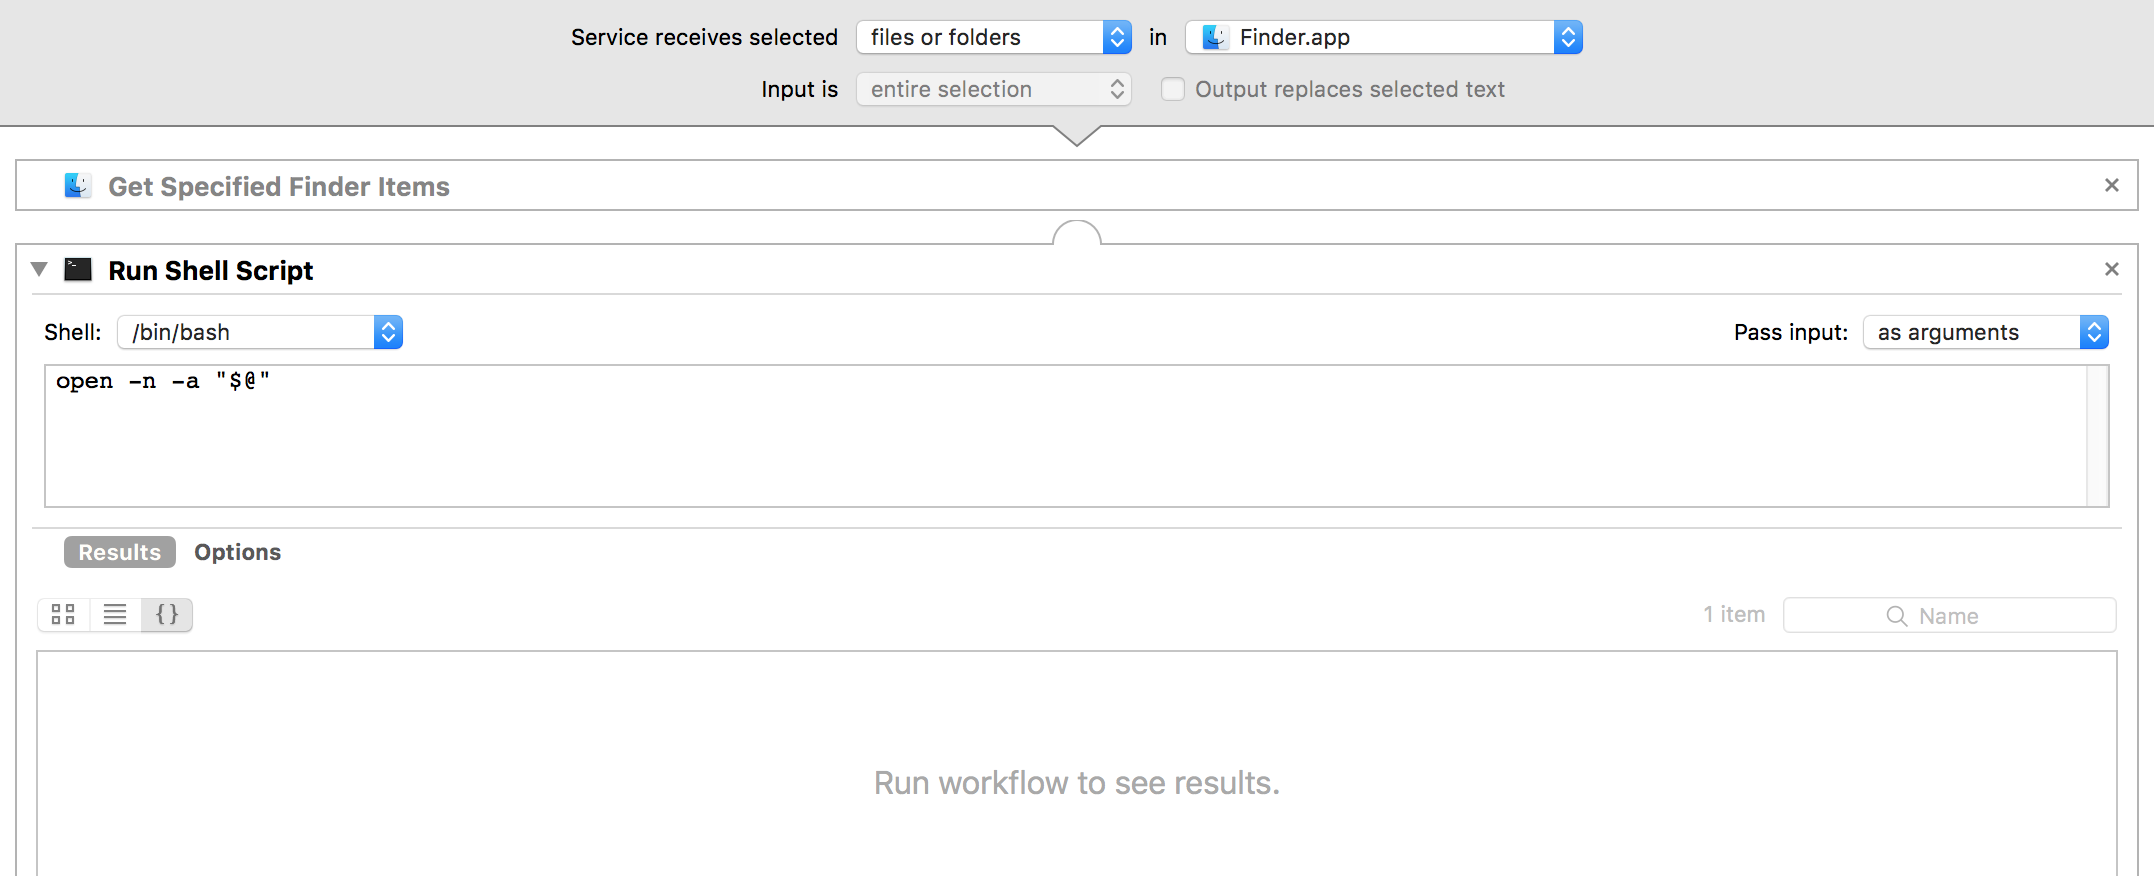 Service receives selected files or folders in Finder.app
Input is entire selection Output replaces selected text
Get Specified Finder Items
Run Shell Script
Shell: /bin/bash Pass input: as arguments
open -n -a "$@"
Results Options
{} 1 item Name
Run workflow to see results.